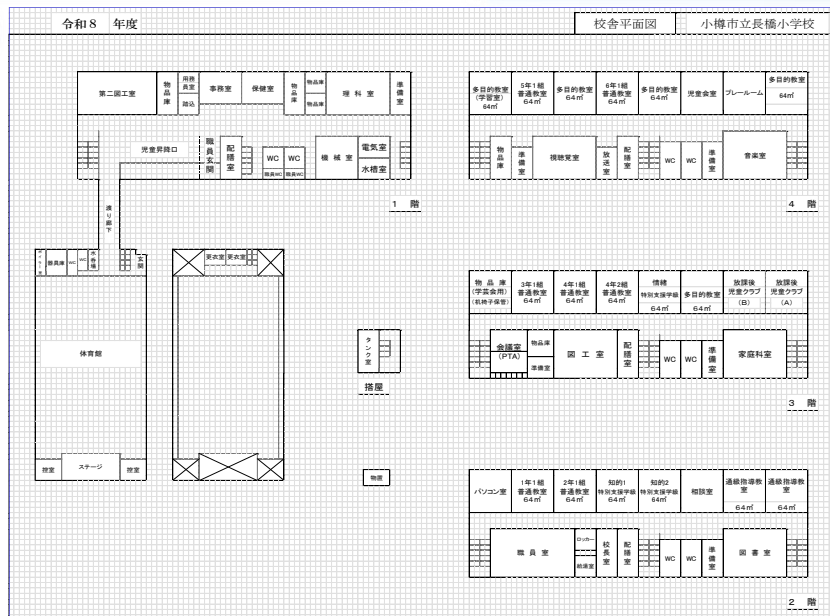 令和８　年度
校舎平面図
小樽市立長橋小学校
第二図工室
物品庫
用務員室
踏込
事務室
保健室
物品庫
物品庫
物品庫
理科室
準備室
児童昇降口
職員玄関
配膳室
WC
WC
職員WC
職員WC
機械室
電気室
水槽室
1　階
渡り廊下
器具庫
WC
WC
水呑場
玄関
体育館
控室
ステージ
控室
更衣室
更衣室
タンク室
搭屋
物置
多目的教室
(学習室)
64㎡
5年1組
普通教室
64㎡
多目的教室
64㎡
6年1組
普通教室
64㎡
多目的教室
64㎡
児童会室
プレールーム
多目的教室
64㎡
物品庫
準備室
視聴覚室
放送室
配膳室
WC
WC
準備室
音楽室
4　階
物品庫
(学芸会用)
(机椅子保管)
3年1組
普通教室
64㎡
4年1組
普通教室
64㎡
4年2組
普通教室
64㎡
情緒
特別支援学級
64㎡
多目的教室
64㎡
放課後
児童クラブ
(B)
放課後
児童クラブ
(A)
会議室
(PTA)
物品庫
準備室
図工室
配膳室
WC
WC
準備室
家庭科室
3　階
パソコン室
1年1組
普通教室
64㎡
2年1組
普通教室
64㎡
知的1
特別支援学級
64㎡
知的2
特別支援学級
64㎡
相談室
通級指導教室
64㎡
通級指導教室
64㎡
職員室
ロッカー
給湯室
校長室
配膳室
WC
WC
準備室
図書室
2　階